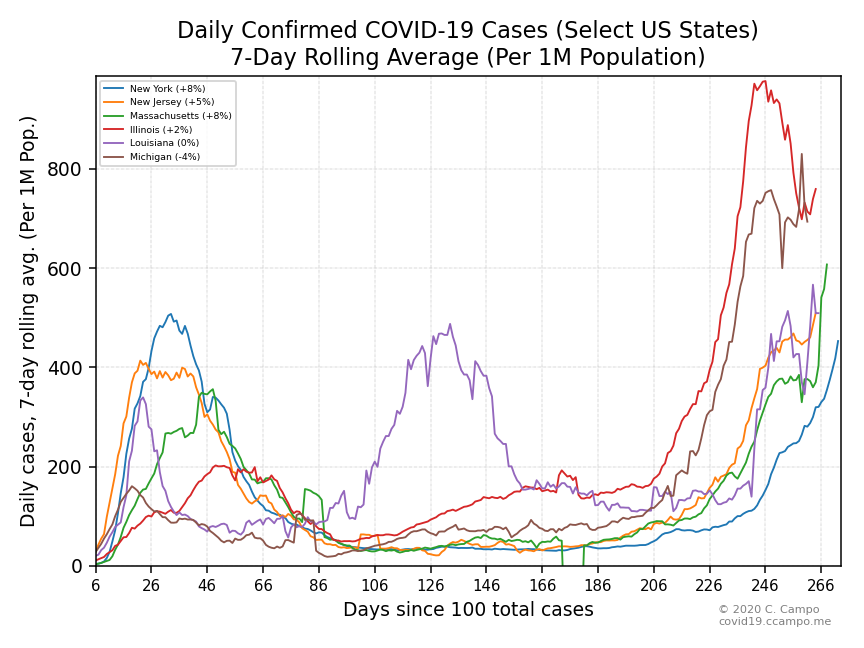 Daily Confirmed COVID-19 Cases (Select US States)
7-Day Rolling Average (Per 1M Population)
New York (+8%)
New Jersey (+5%)
Massachusetts (+8%)
Illinois (+2%)
Louisiana (0%)
Michigan (-4%)
Daily cases, 7-day rolling avg. (Per 1M Pop.)
800
600
400
200
0
6 26 46 66 86 106 126 146 166 186 206 226 246 266
Days since 100 total cases
© 2020 C. Campo
covid19.ccampo.me